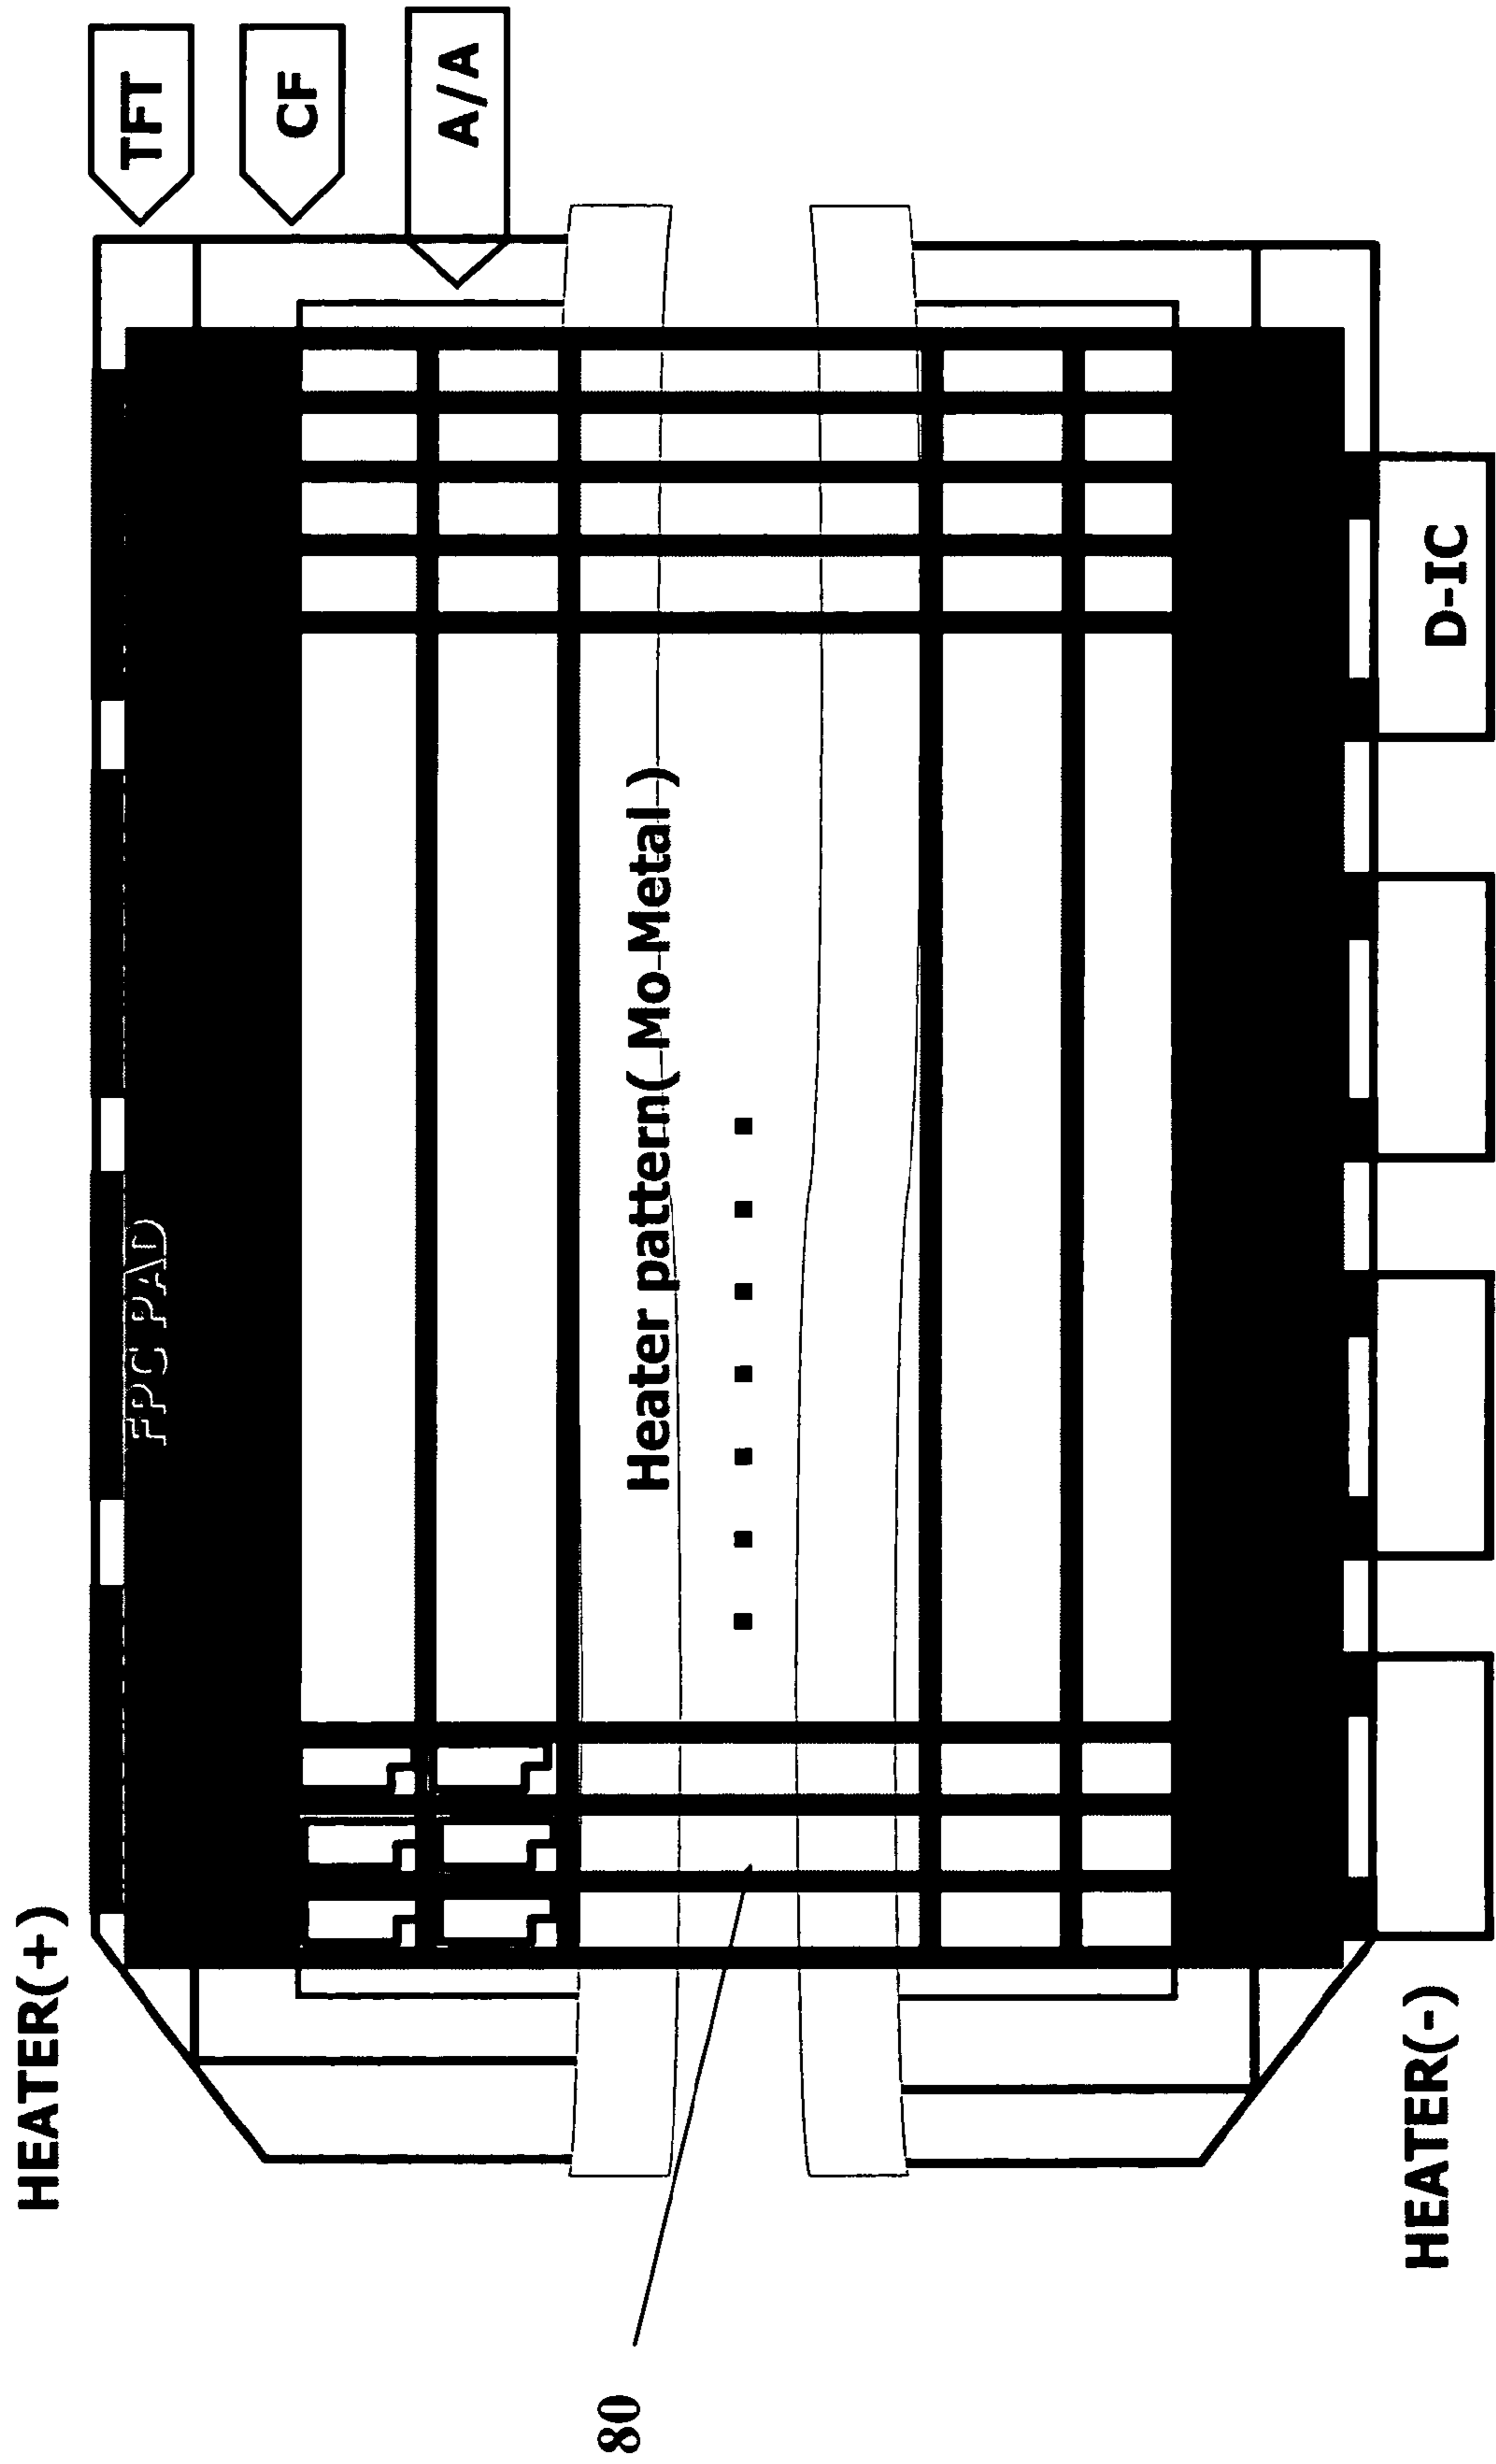 TFT
CF
A/A
HEATER(+)
FPC PAD
Heater pattern( Mo Metal )
D-IC
HEATER(-)
80